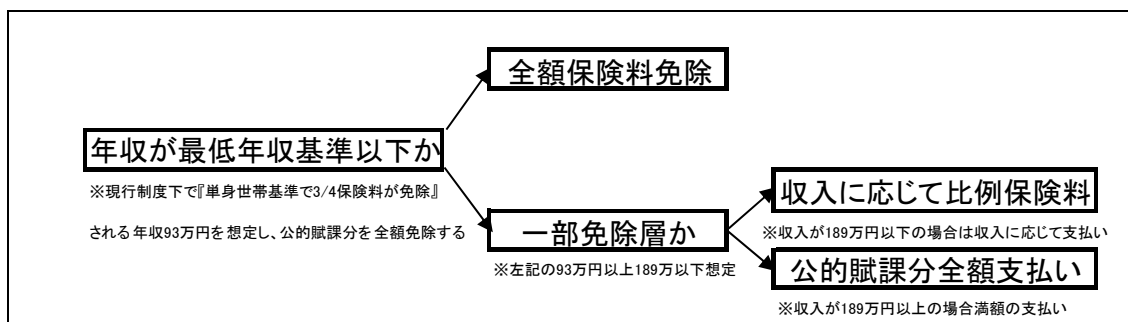 全額保険料免除
年収が最低年収基準以下か
※現行制度下で『単身世帯基準で3/4保険料が免除』
される年収93万円を想定し、公的賦課分を全額免除する
一部免除層か
※左記の93万円以上189万以下想定
収入に応じて比例保険料
※収入が189万円以下の場合は収入に応じて支払い
公的賦課分全額支払い
※収入が189万円以上の場合満額の支払い